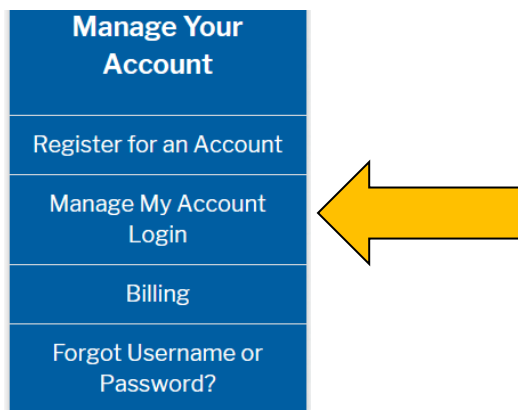 Manage Your
Account
Register for an Account
Manage My Account
Login
Billing
Forgot Username or
Password?